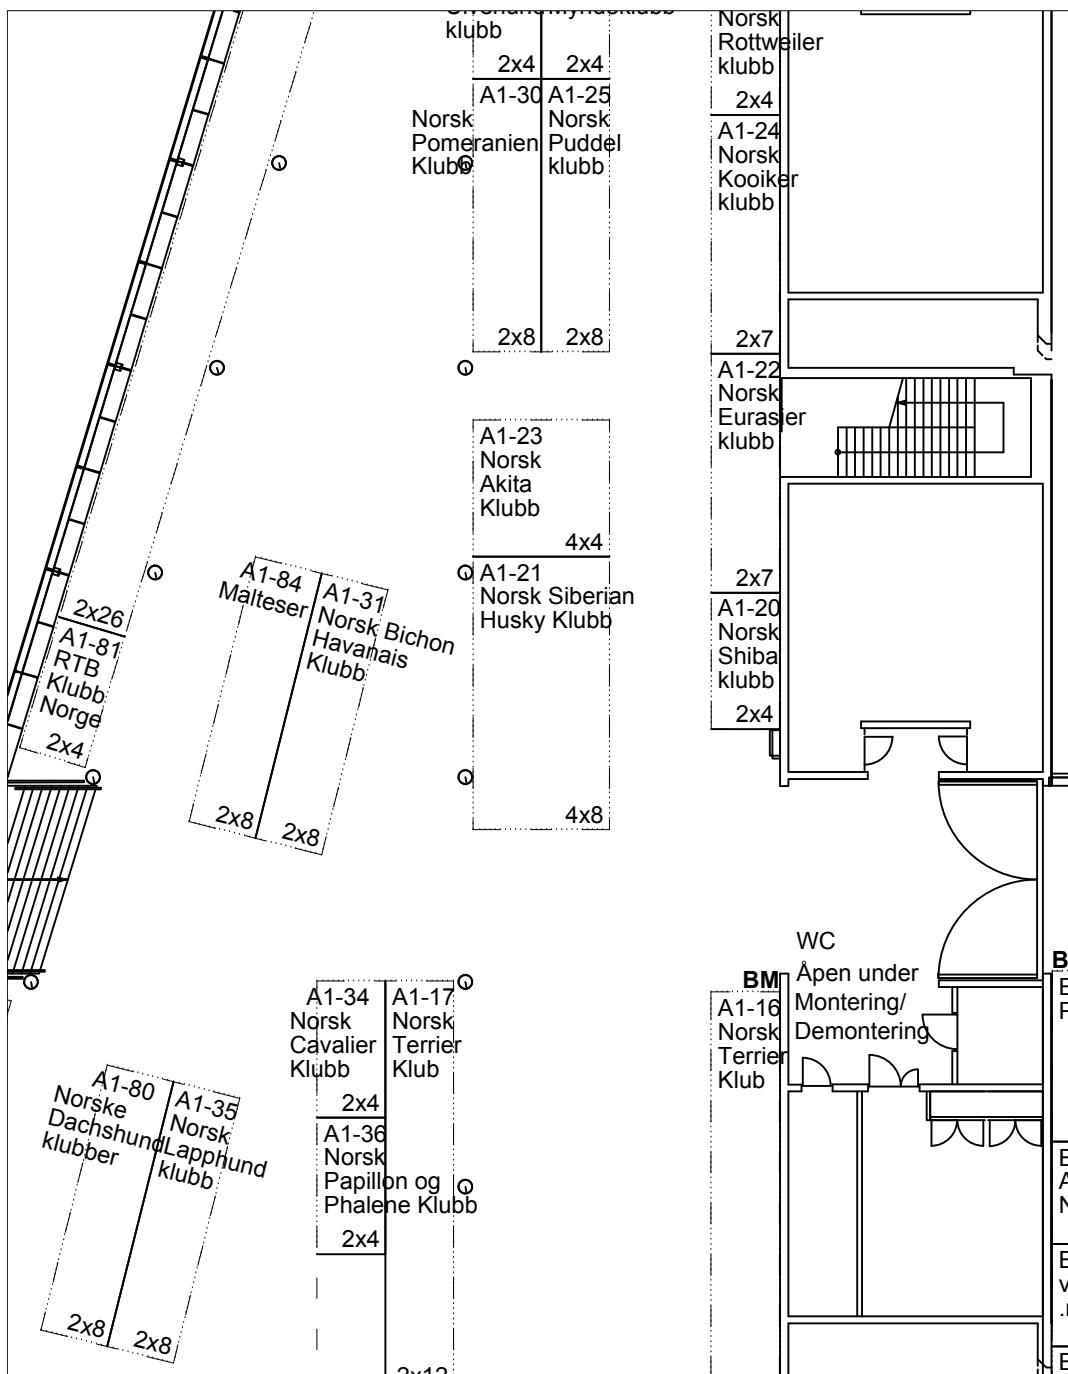 klubb
2x4
2x4
Norsk
Rottweiler
klubb
2x4
A1-30
Norsk
Pomeranien
Klubb
2x8
A1-25
Norsk
Puddel
klubb
2x8
A1-24
Norsk
Kooiker
klubb
2x7
A1-22
Norsk
Eurasier
klubb
2x7
A1-23
Norsk
Akita
Klubb
4x4
A1-21
Norsk Siberian
Husky Klubb
4x8
A1-20
Norsk
Shiba
klubb
2x4
2x26
A1-81
RTB
Klubb
Norge
2x4
A1-84
Malteser
2x8
A1-31
Norsk Bichon
Havanais
Klubb
2x8
WC
Åpen under
Montering/
Demontering
BM
A1-16
Norsk
Terrier
Klub
A1-34
Norsk
Cavalier
Klubb
2x4
A1-17
Norsk
Terrier
Klub
A1-36
Norsk
Papillon og
Phalene Klubb
2x4
A1-80
Norske
Dachshund
klubber
2x8
A1-35
Norsk
Lapphund
klubb
2x8